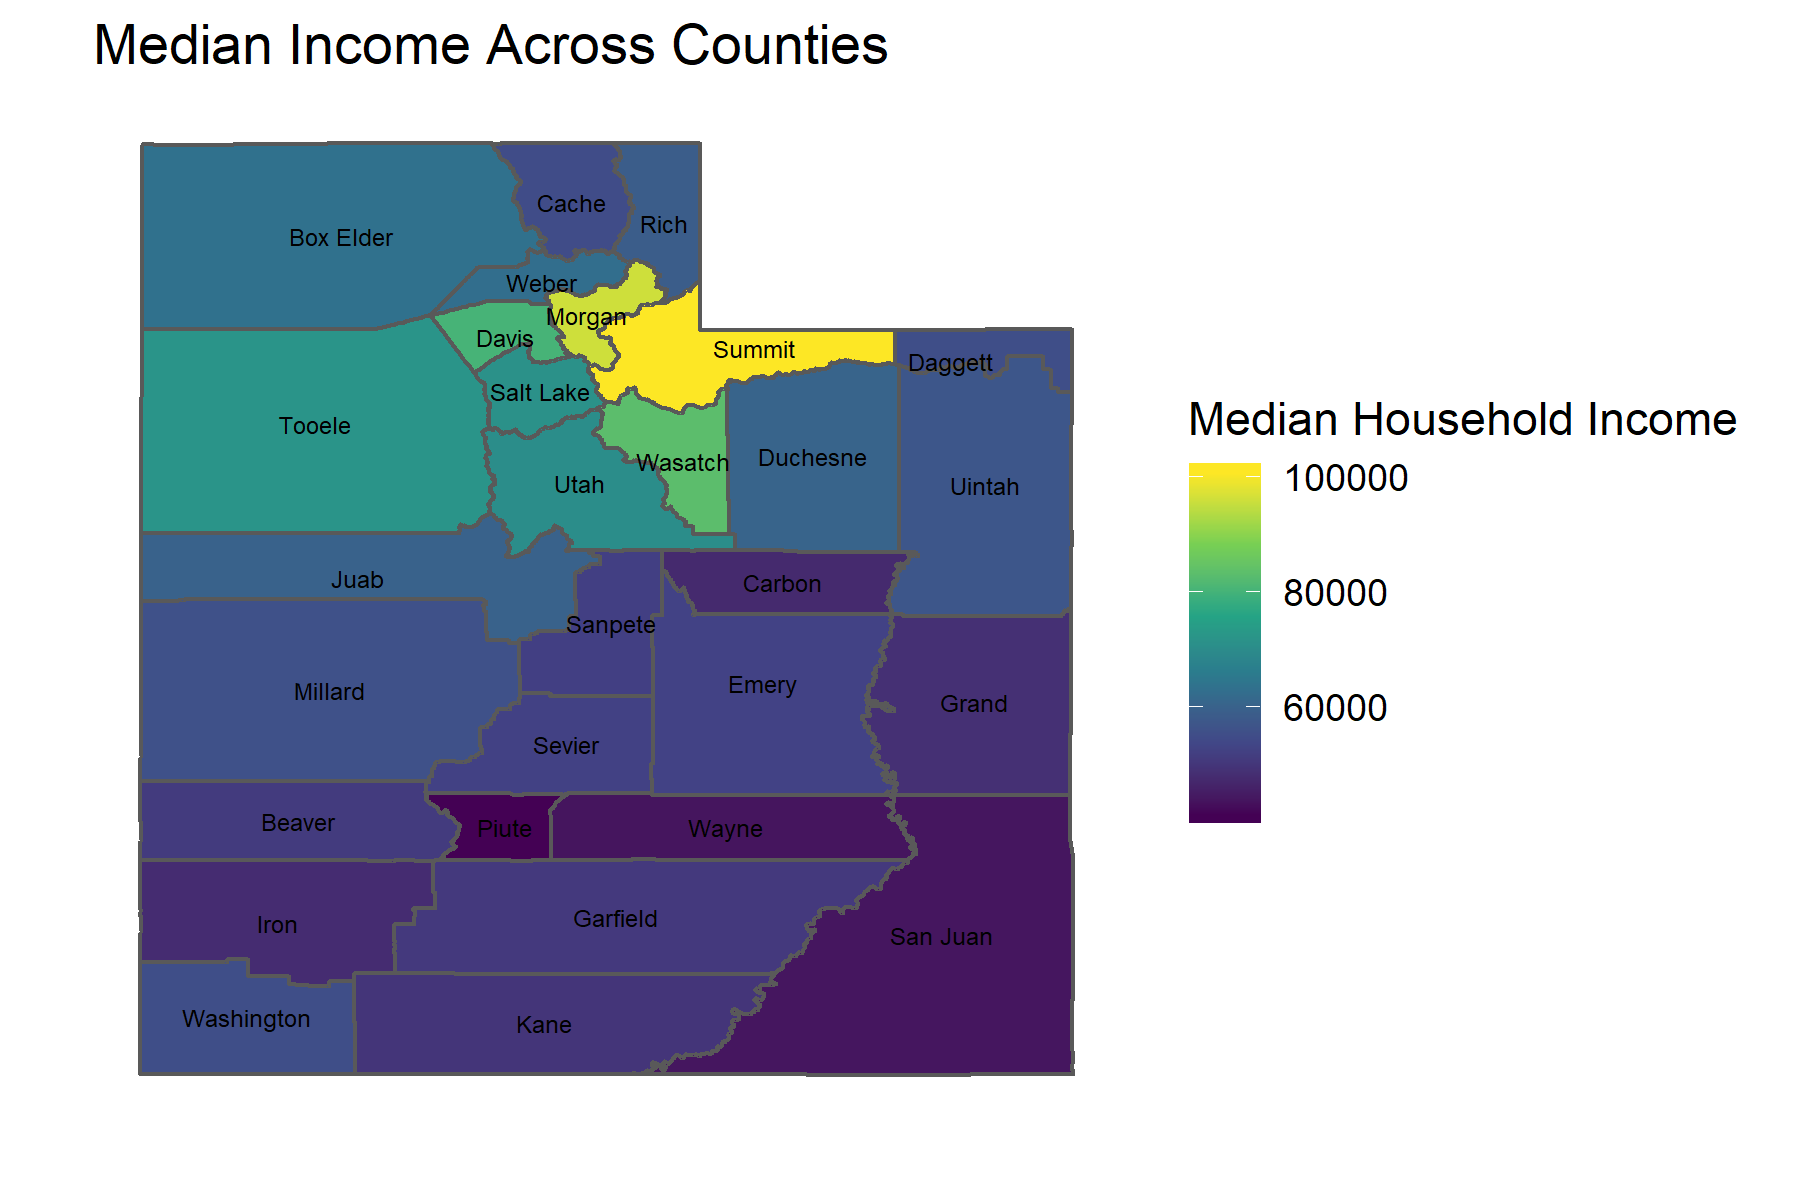 Median Income Across Counties
Cache
Rich
Box Elder
Weber
Morgan
Davis
Summit
Daggett
Salt Lake
Tooele
Wasatch
Duchesne
Utah
Uintah
Juab
Carbon
Sanpete
Millard
Emery
Grand
Sevier
Beaver
Piute
Wayne
Iron
Garfield
San Juan
Washington
Kane
Median Household Income
100000
80000
60000